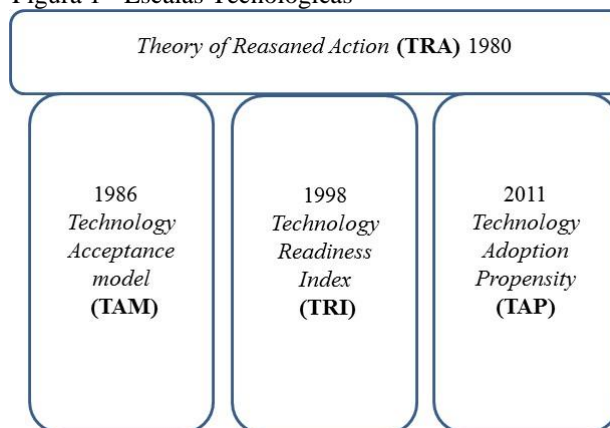 Figura 1 - Escalas Tecnológicas
Theory of Reasaned Action (TRA) 1980
1986
Technology
Acceptance
model
(TAM)
1998
Technology
Readiness
Index
(TRI)
2011
Technology
Adoption
Propensity
(TAP)